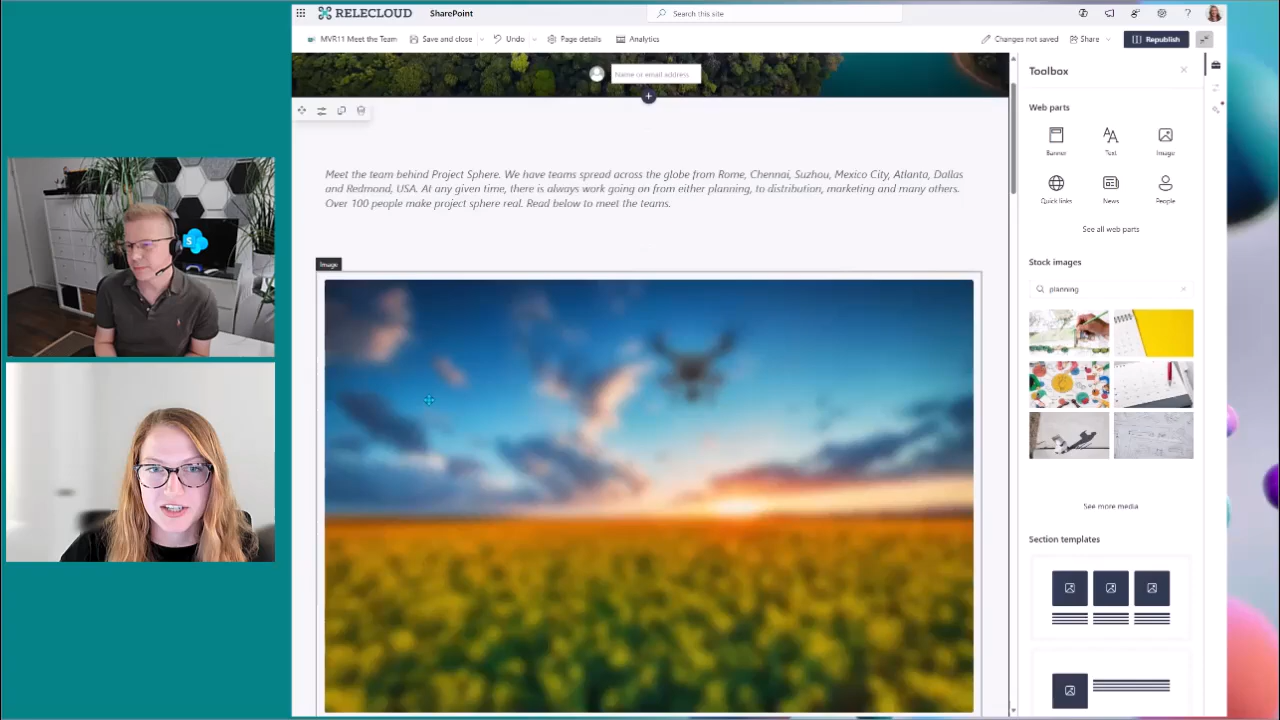 RELECLOUD
SharePoint
Search this site
?
MVR11 Meet the Team
Save and close
Undo
Page details
Analytics
Changes not saved
Share
Republish
Name or email address
Toolbox
Web parts
Banner
Text
Image
Quick links
News
People
See all web parts
Meet the team behind Project Sphere. We have teams spread across the globe from Rome, Chennai, Suzhou, Mexico City, Atlanta, Dallas
and Redmond, USA. At any given time, there is always work going on from either planning, to distribution, marketing and many others.
Over 100 people make project sphere real. Read below to meet the teams.
Image
Stock images
planning
See more media
Section templates
S